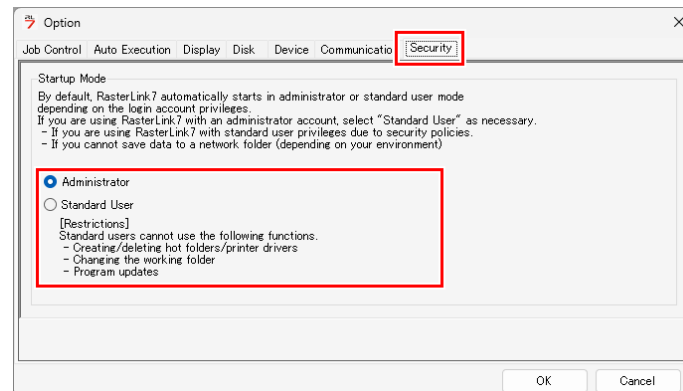 Option
Job Control Auto Execution Display Disk Device Communicatio Security
Startup Mode
By default, RasterLink7 automatically starts in administrator or standard user mode
depending on the login account privileges.
If you are using RasterLink7 with an administrator account, select "Standard User" as necessary.
- If you are using RasterLink7 with standard user privileges due to security policies.
- If you cannot save data to a network folder (depending on your environment)
Administrator
Standard User
[Restrictions]
Standard users cannot use the following functions.
- Creating/deleting hot folders/printer drivers
- Changing the working folder
- Program updates
OK Cancel